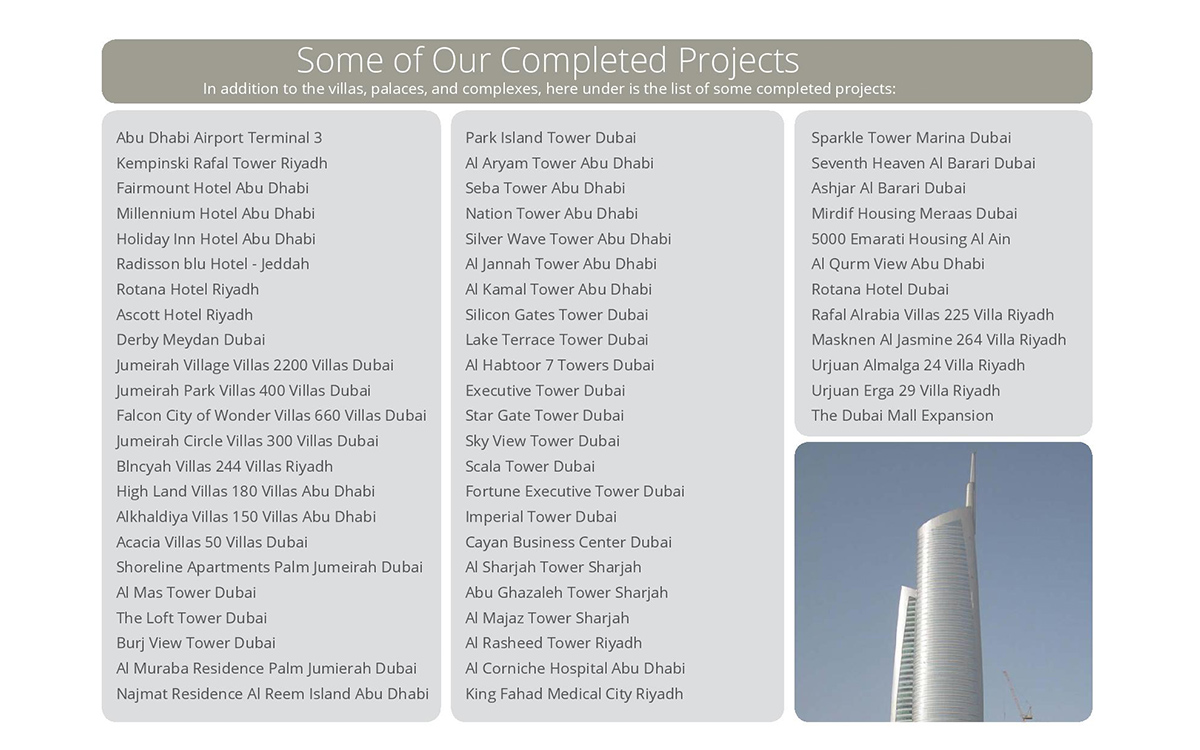 Some of Our Completed Projects
In addition to the villas, palaces, and complexes, here under is the list of some completed projects:
Abu Dhabi Airport Terminal 3
Kempinski Rafal Tower Riyadh
Fairmount Hotel Abu Dhabi
Millennium Hotel Abu Dhabi
Holiday Inn Hotel Abu Dhabi
Radisson blu Hotel - Jeddah
Rotana Hotel Riyadh
Ascott Hotel Riyadh
Derby Meydan Dubai
Jumeirah Village Villas 2200 Villas Dubai
Jumeirah Park Villas 400 Villas Dubai
Falcon City of Wonder Villas 660 Villas Dubai
Jumeirah Circle Villas 300 Villas Dubai
Blncyah Villas 244 Villas Riyadh
High Land Villas 180 Villas Abu Dhabi
Alkhaldiya Villas 150 Villas Abu Dhabi
Acacia Villas 50 Villas Dubai
Shoreline Apartments Palm Jumeirah Dubai
Al Mas Tower Dubai
The Loft Tower Dubai
Burj View Tower Dubai
Al Muraba Residence Palm Jumierah Dubai
Najmat Residence Al Reem Island Abu Dhabi
Park Island Tower Dubai
Al Aryam Tower Abu Dhabi
Seba Tower Abu Dhabi
Nation Tower Abu Dhabi
Silver Wave Tower Abu Dhabi
Al Jannah Tower Abu Dhabi
Al Kamal Tower Abu Dhabi
Silicon Gates Tower Dubai
Lake Terrace Tower Dubai
Al Habtoor 7 Towers Dubai
Executive Tower Dubai
Star Gate Tower Dubai
Sky View Tower Dubai
Scala Tower Dubai
Fortune Executive Tower Dubai
Imperial Tower Dubai
Cayan Business Center Dubai
Al Sharjah Tower Sharjah
Abu Ghazaleh Tower Sharjah
Al Majaz Tower Sharjah
Al Rasheed Tower Riyadh
Al Corniche Hospital Abu Dhabi
King Fahad Medical City Riyadh
Sparkle Tower Marina Dubai
Seventh Heaven Al Barari Dubai
Ashjar Al Barari Dubai
Mirdif Housing Meraas Dubai
5000 Emarati Housing Al Ain
Al Qurm View Abu Dhabi
Rotana Hotel Dubai
Rafal Alrabia Villas 225 Villa Riyadh
Masknen Al Jasmine 264 Villa Riyadh
Urjuan Almalga 24 Villa Riyadh
Urjuan Erga 29 Villa Riyadh
The Dubai Mall Expansion